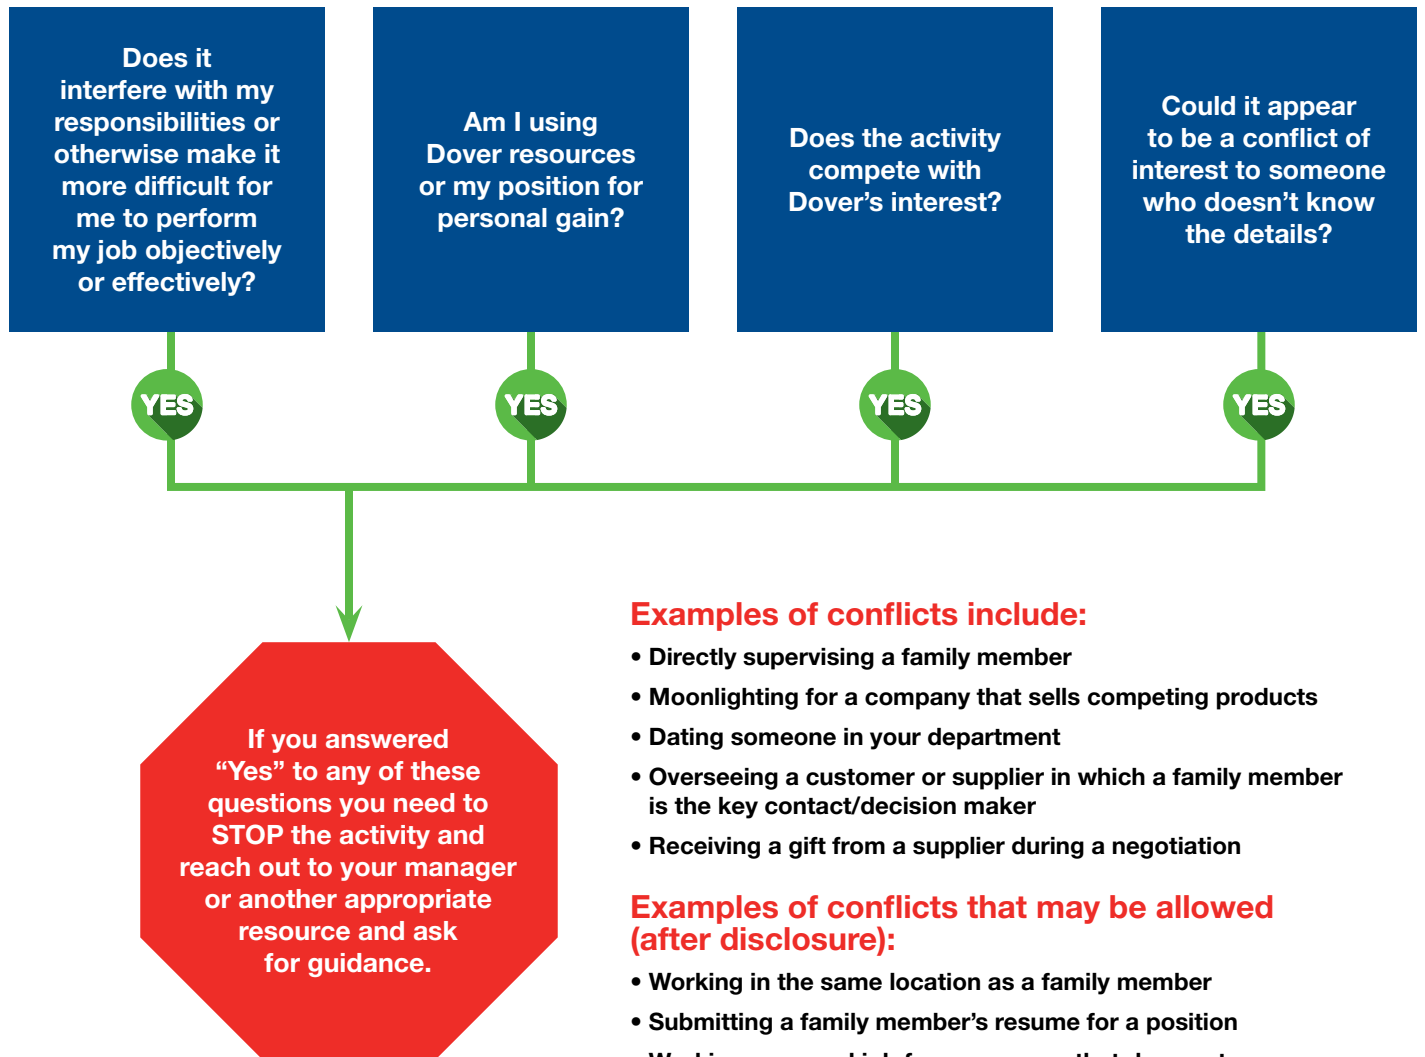 Does it
interfere with my
responsibilities or
otherwise make it
more difficult for
me to perform
my job objectively
or effectively?
Am I using
Dover resources
or my position for
personal gain?
Does the activity
compete with
Dover’s interest?
Could it appear
to be a conflict of
interest to someone
who doesn’t know
the details?
YES
YES
YES
YES
If you answered
“Yes” to any of these
questions you need to
STOP the activity and
reach out to your manager
or another appropriate
resource and ask
for guidance.
Examples of conflicts include:
• Directly supervising a family member
• Moonlighting for a company that sells competing products
• Dating someone in your department
• Overseeing a customer or supplier in which a family member
is the key contact/decision maker
• Receiving a gift from a supplier during a negotiation
Examples of conflicts that may be allowed
(after disclosure):
• Working in the same location as a family member
• Submitting a family member’s resume for a position